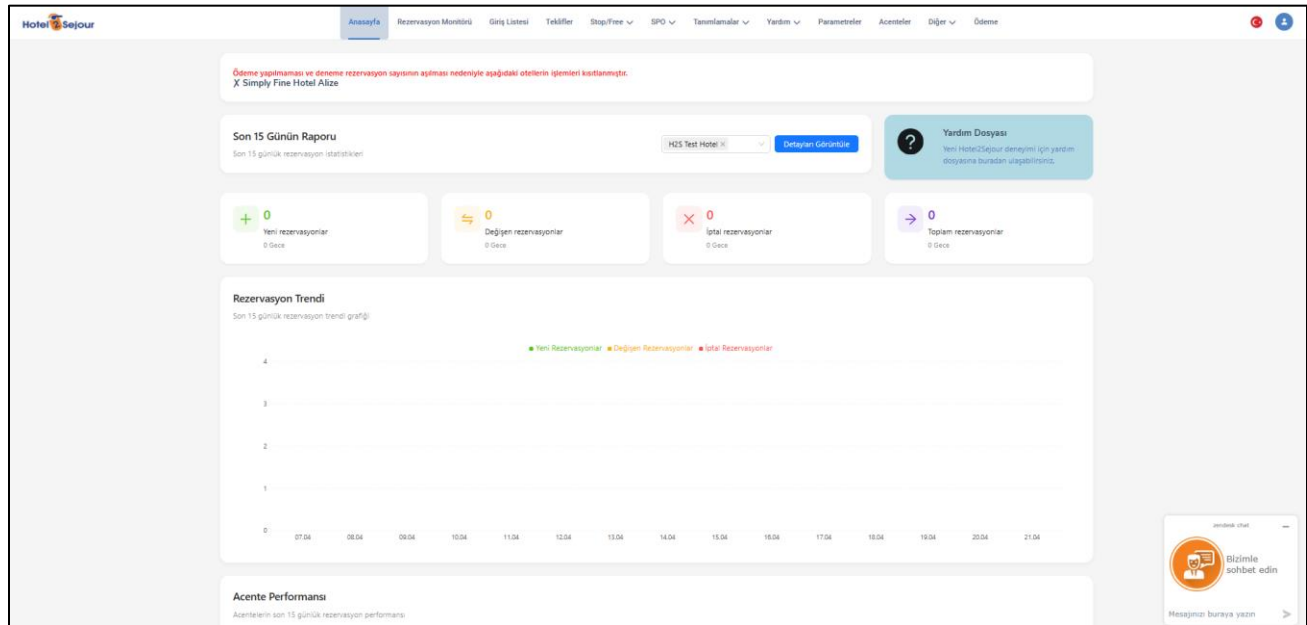 Hotel 2 Sejour
Anasayfa Rezervasyon Monitörü Giriş Listesi Teklifler Stop/Free SPO Tanımlamalar Yardım Parametreler Acenteler Diğer Ödeme
Ödeme yapılmaması ve deneme rezervasyon sayısının aşılması nedeniyle aşağıdaki otellerin işlemleri kısıtlanmıştır.
X Simply Fine Hotel Alize
Son 15 Günün Raporu
Son 15 günlük rezervasyon istatistikleri
H2S Test Hotel ×
Detayları Görüntüle
?
Yardım Dosyası
Yeni Hotel2Sejour deneyimi için yardım
dosyasına buradan ulaşabilirsiniz.
0
Yeni rezervasyonlar
0 Gece
0
Değişen rezervasyonlar
0 Gece
0
İptal rezervasyonlar
0 Gece
0
Toplam rezervasyonlar
0 Gece
Rezervasyon Trendi
Son 15 günlük rezervasyon trendi grafiği
Yeni Rezervasyonlar Değişen Rezervasyonlar İptal Rezervasyonlar
4
3
2
1
0
07.04 08.04 09.04 10.04 11.04 12.04 13.04 14.04 15.04 16.04 17.04 18.04 19.04 20.04 21.04
Acente Performansı
Acentelerin son 15 günlük rezervasyon performansı
zendesk chat
Bizimle
sohbet edin
Mesajınızı buraya yazın